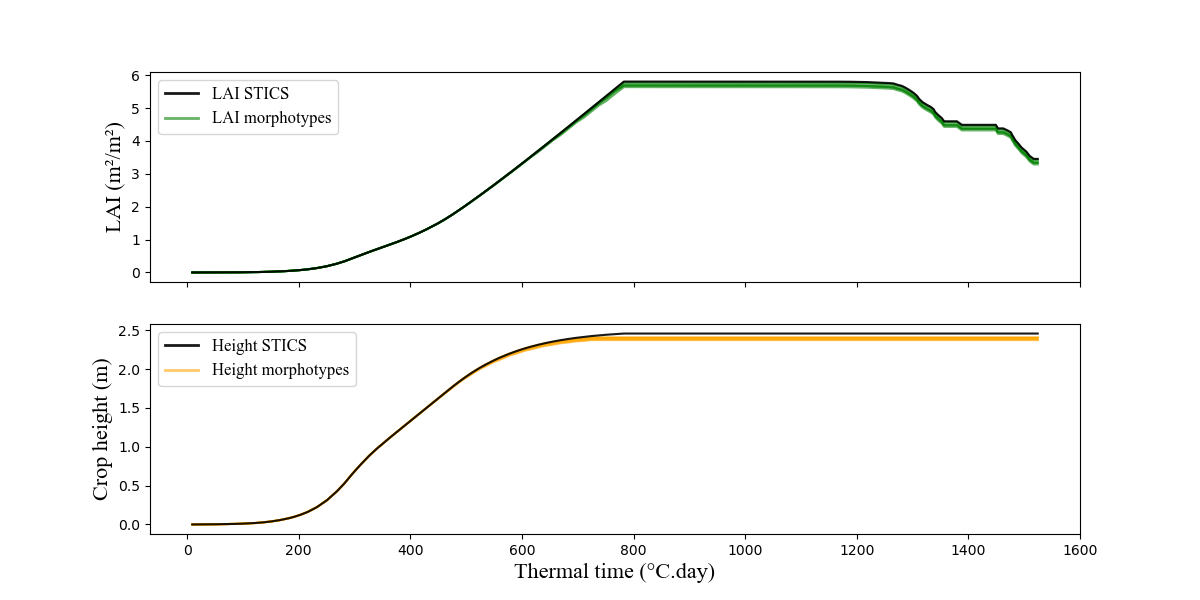 LAI (m²/m²)
6
5
4
3
2
1
0
LAI STICS
LAI morphotypes
Crop height (m)
2.5
2.0
1.5
1.0
0.5
0.0
Height STICS
Height morphotypes
0 200 400 600 800 1000 1200 1400 1600
Thermal time (°C.day)